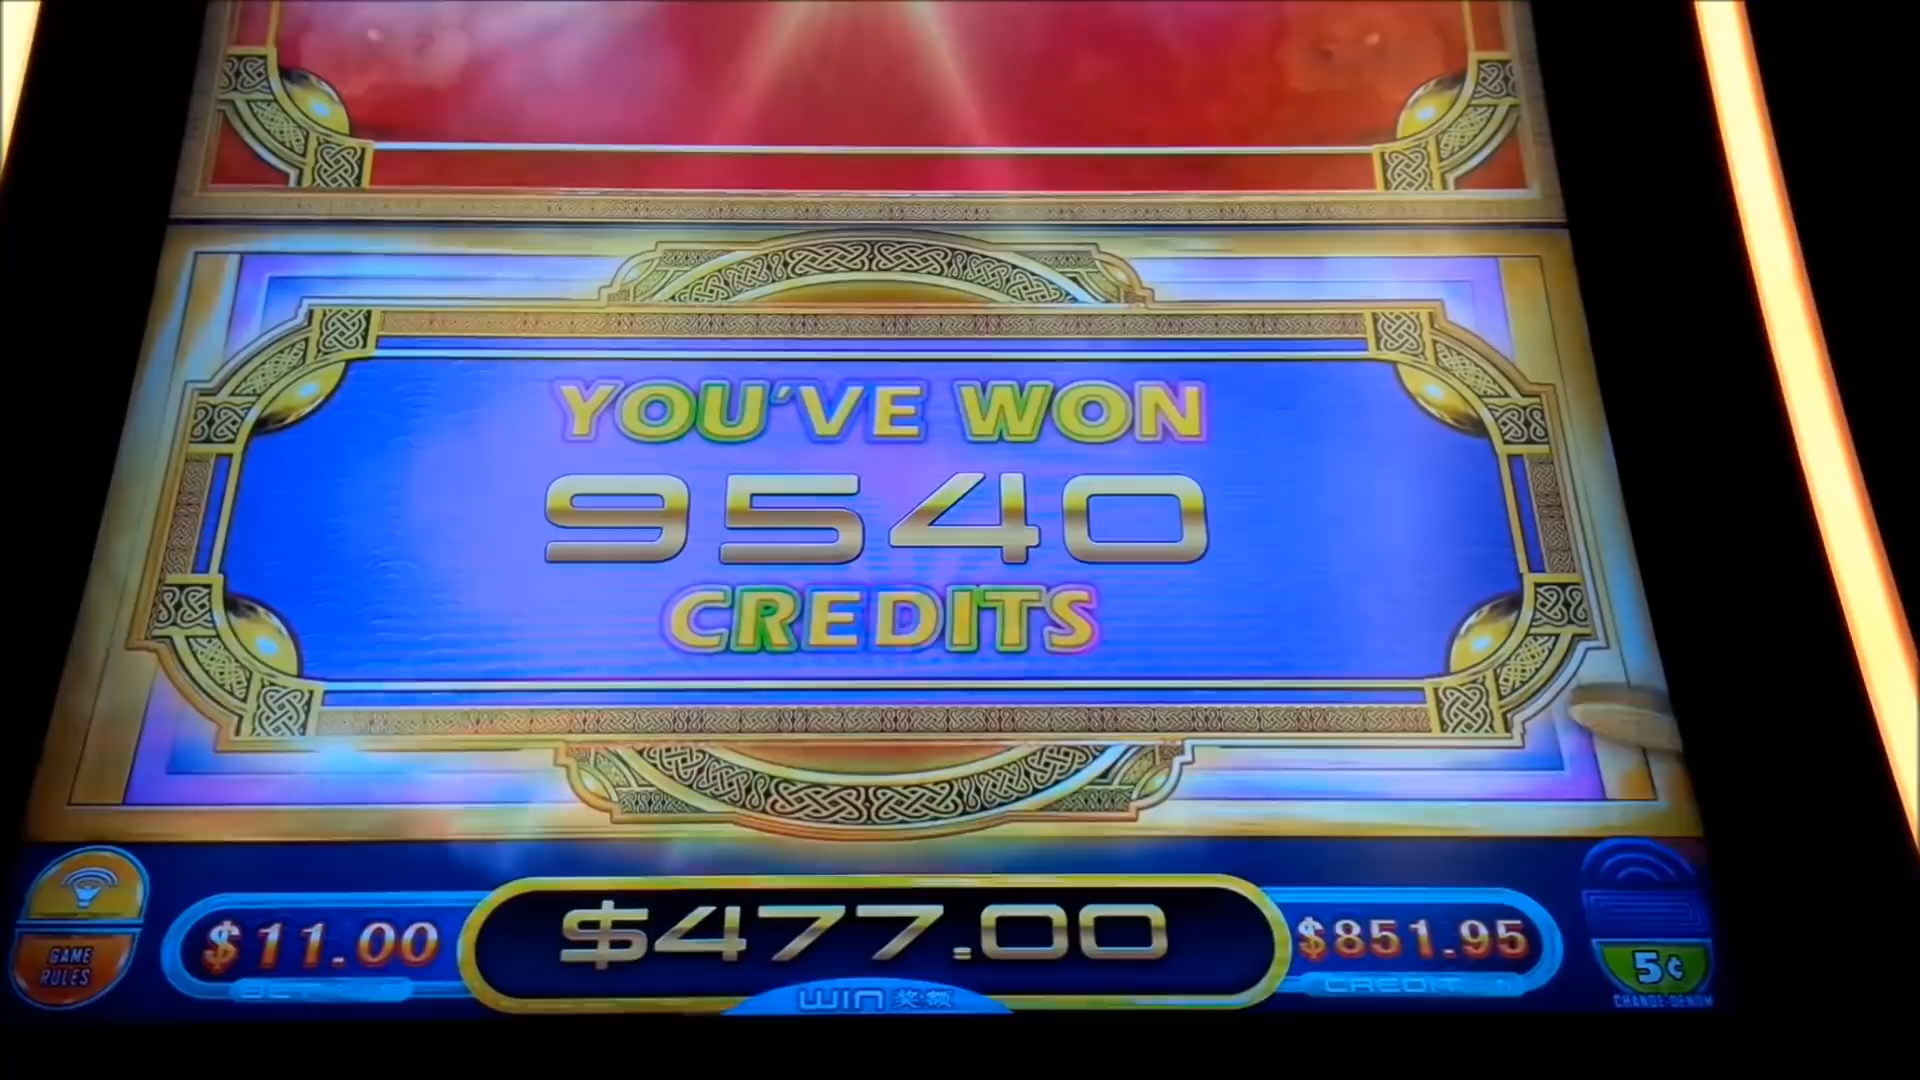 YOU'VE WON
9540
CREDITS
GAME
RULES
$11.00
BET
$477.00
WIN 奖额
$851.95
CREDIT
5¢
CHANGE DENOM